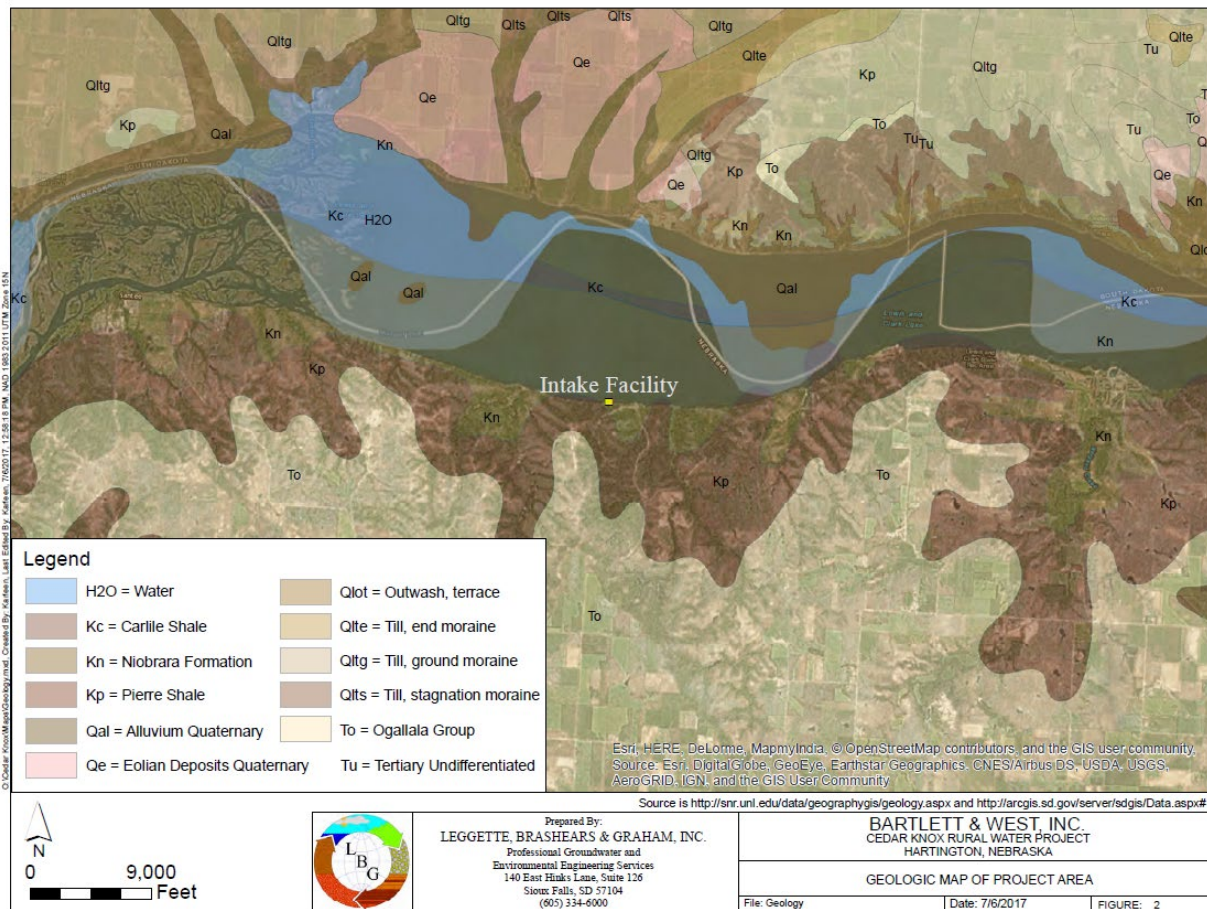 Qltg
Qlts
Qlts
Qlts
Qltg
Qlte
Qltg
Qe
Qlte
Tu
Kp
Qltg
Qltg
Qe
Kp
Qal
Kn
To
Tu
Tu
Tu
To
Qltg
Kp
To
Qe
Qe
SOUTH DAKOTA
NEBRASKA
Kc
H2O
Kn
Kn
Kn
Qal
Qal
Kc
Qal
Kc
Kc
SOUTH DAKOTA
NEBRASKA
NEBRASKA
Kn
Kn
Kp
Intake Facility
Kn
Kn
To
Kp
To
Kp
To
Legend
H2O = Water
Kc = Carlile Shale
Kn = Niobrara Formation
Kp = Pierre Shale
Qal = Alluvium Quaternary
Qe = Eolian Deposits Quaternary
Qlot = Outwash, terrace
Qlte = Till, end moraine
Qltg = Till, ground moraine
Qlts = Till, stagnation moraine
To = Ogallala Group
Tu = Tertiary Undifferentiated
Esri, HERE, DeLorme, MapmyIndia, © OpenStreetMap contributors, and the GIS user community,
Source: Esri, DigitalGlobe, GeoEye, Earthstar Geographics, CNES/Airbus DS, USDA, USGS,
AeroGRID, IGN, and the GIS User Community
Source is http://snr.unl.edu/data/geographygis/geology.aspx and http://arcgis.sd.gov/server/sdgis/Data.aspx#
N
0 9,000
Feet
L
B
G
Prepared By:
LEGGETTE, BRASHEARS & GRAHAM, INC.
Professional Groundwater and
Environmental Engineering Services
140 East Hinks Lane, Suite 126
Sioux Falls, SD 57104
(605) 334-6000
BARTLETT & WEST, INC.
CEDAR KNOX RURAL WATER PROJECT
HARTINGTON, NEBRASKA
GEOLOGIC MAP OF PROJECT AREA
File: Geology
Date: 7/6/2017
FIGURE: 2